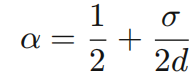 α = 1/2 + σ/2d